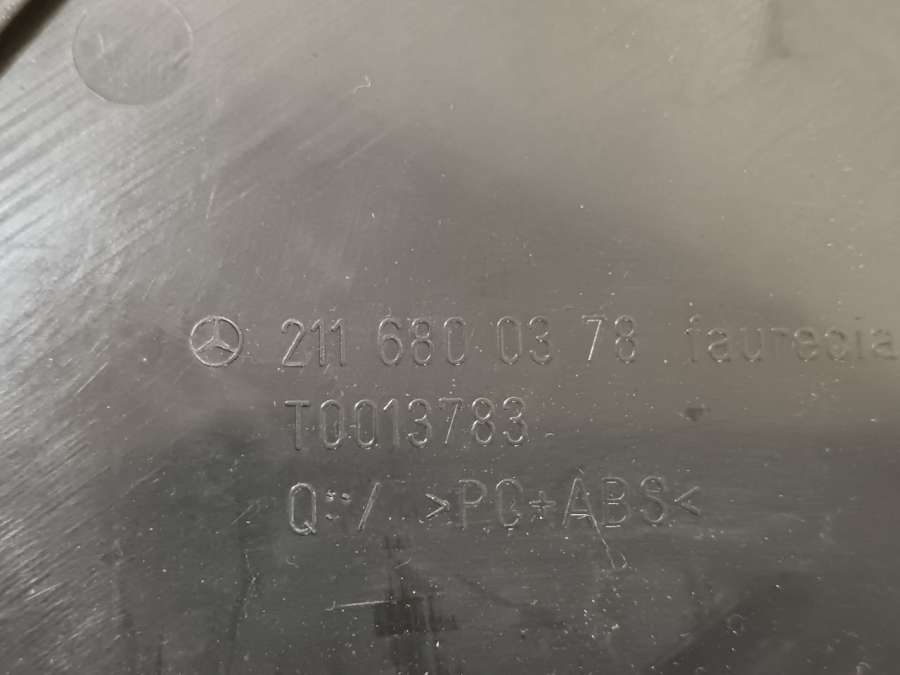 211 680 03 78 faurecia
T0013783
Q::/ >PC+ABS<